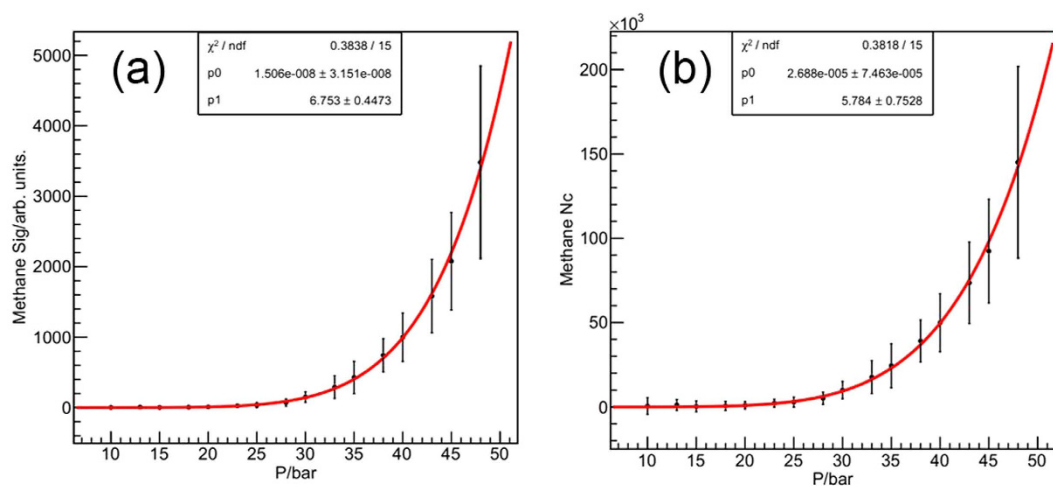 (a)
χ² / ndf 0.3838 / 15
p0 1.506e-008 ± 3.151e-008
p1 6.753 ± 0.4473
Methane Sig/arb. units.
5000
4000
3000
2000
1000
0
10 15 20 25 30 35 40 45 50
P/bar
×10³
(b)
χ² / ndf 0.3818 / 15
p0 2.688e-005 ± 7.463e-005
p1 5.784 ± 0.7528
Methane Nc
200
150
100
50
0
10 15 20 25 30 35 40 45 50
P/bar